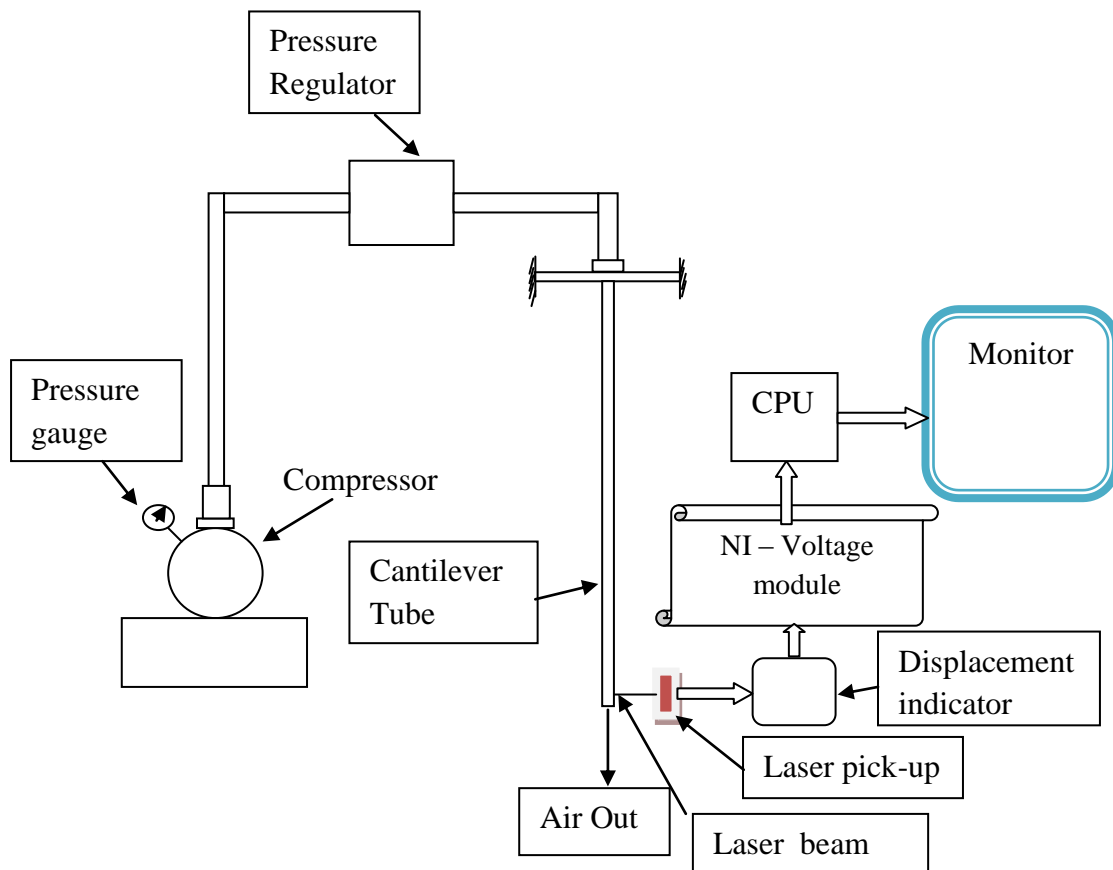 Pressure
Regulator
Pressure
gauge
Compressor
Cantilever
Tube
Monitor
CPU
NI – Voltage
module
Displacement
indicator
Laser pick-up
Air Out
Laser beam